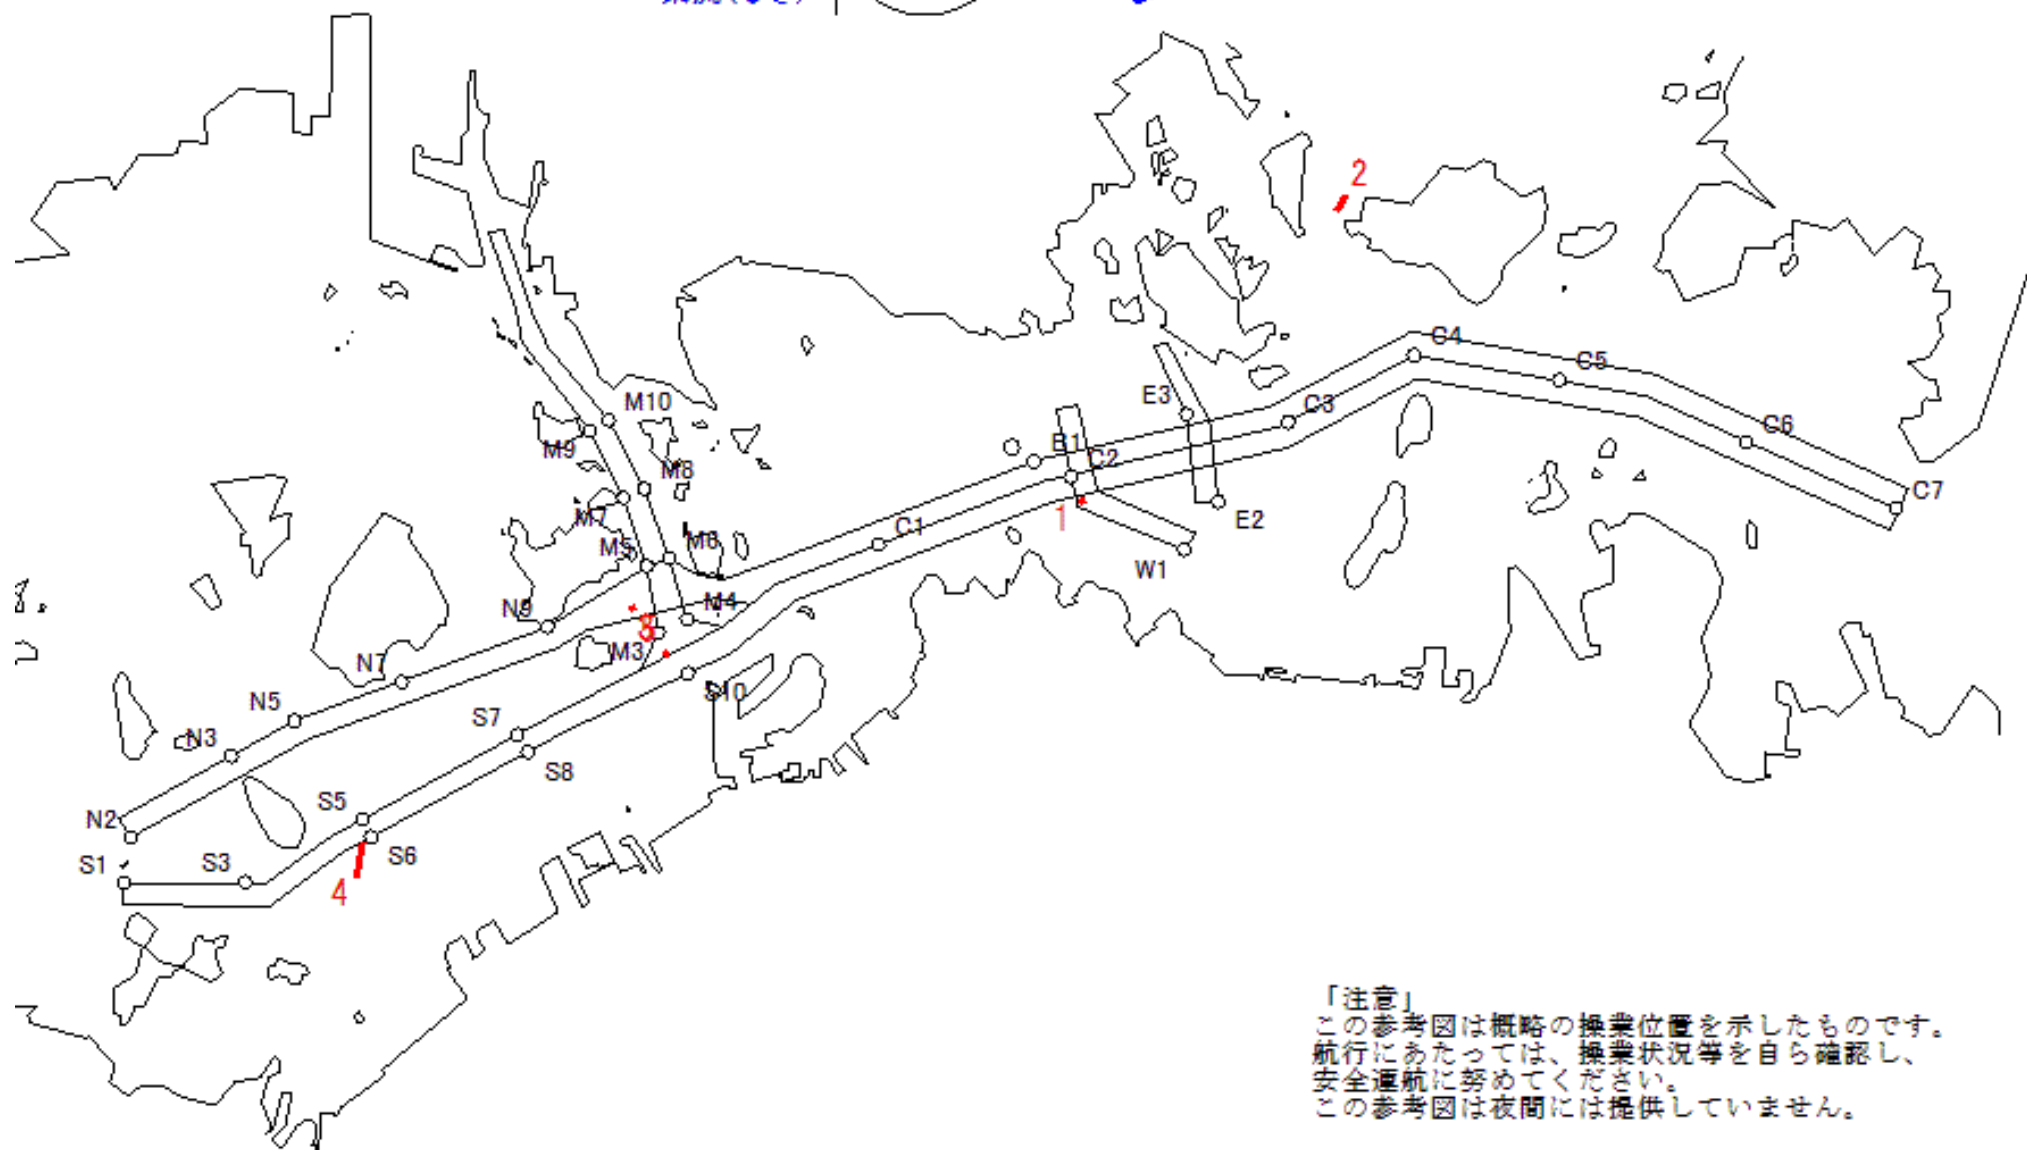 2
C4
C5
M10
E3
C3
C6
B1
M9
C2
M8
C7
M7
1
E2
C1
M5
M6
W1
N9
M4
3
M3
N7
S10
N5
S7
N3
S8
S5
N2
S6
S1
S3
4
「注意」
この参考図は概略の操業位置を示したものです。
航行にあたっては、操業状況等を自ら確認し、
安全運航に努めてください。
この参考図は夜間には提供していません。